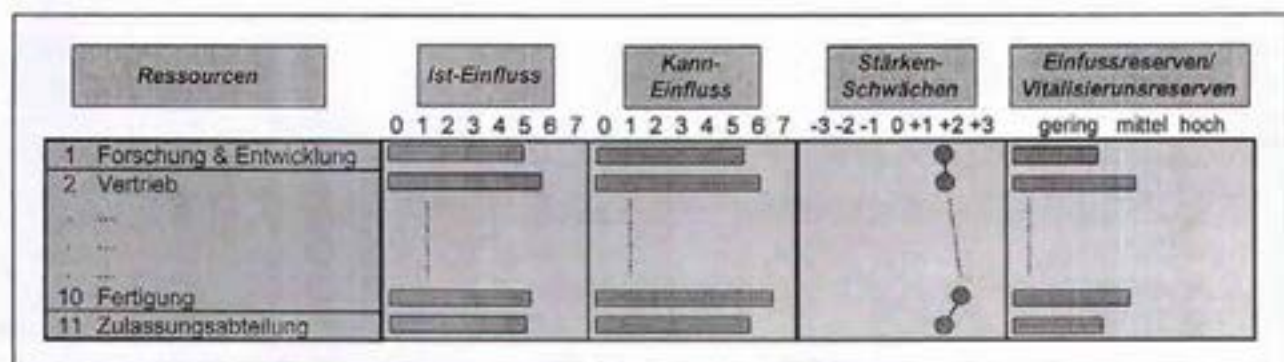 Ressourcen
Ist-Einfluss
Kann-
Einfluss
Stärken-
Schwächen
Einfussreserven/
Vitalisierunsreserven
0 1 2 3 4 5 6 7 0 1 2 3 4 5 6 7 -3 -2 -1 0 +1 +2 +3 gering mittel hoch
1 Forschung & Entwicklung
2 Vertrieb
. ...
. ...
. ...
10 Fertigung
11 Zulassungsabteilung